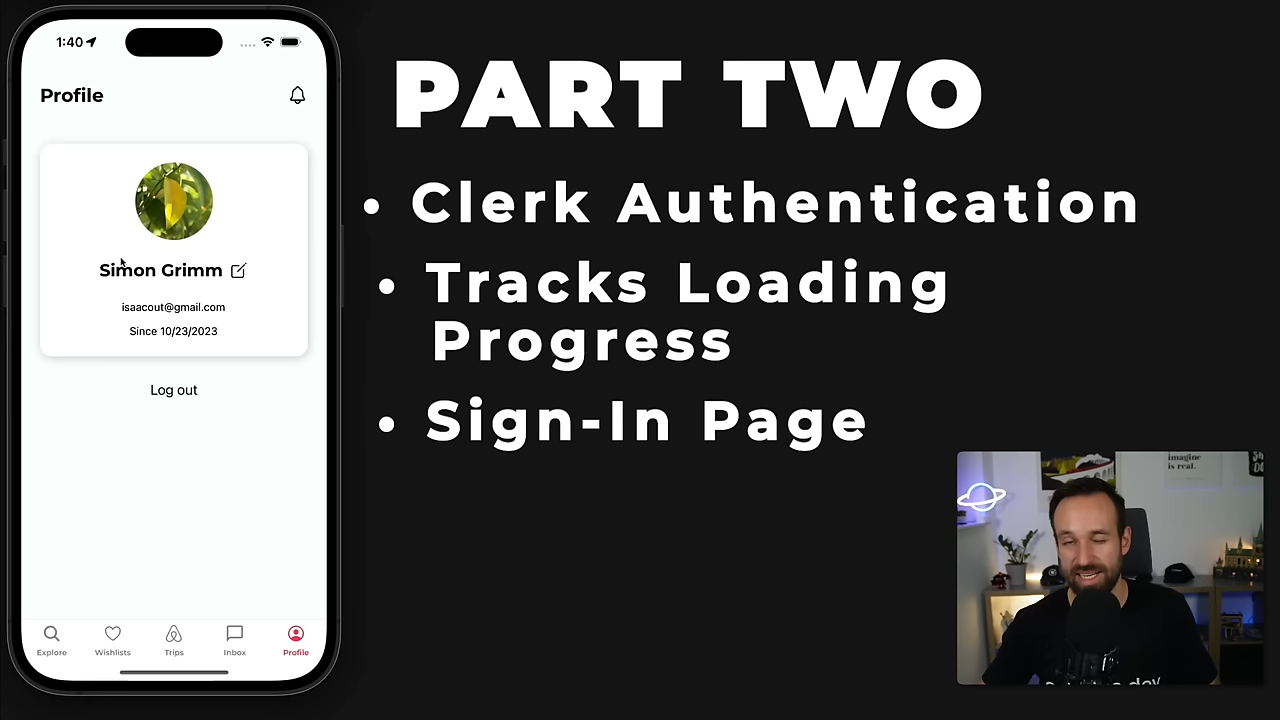 1:40
Profile
Simon Grimm
isaacout@gmail.com
Since 10/23/2023
Log out
Explore
Wishlists
Trips
Inbox
Profile
PART TWO
• Clerk Authentication
• Tracks Loading
Progress
• Sign-In Page
imagine
is real.